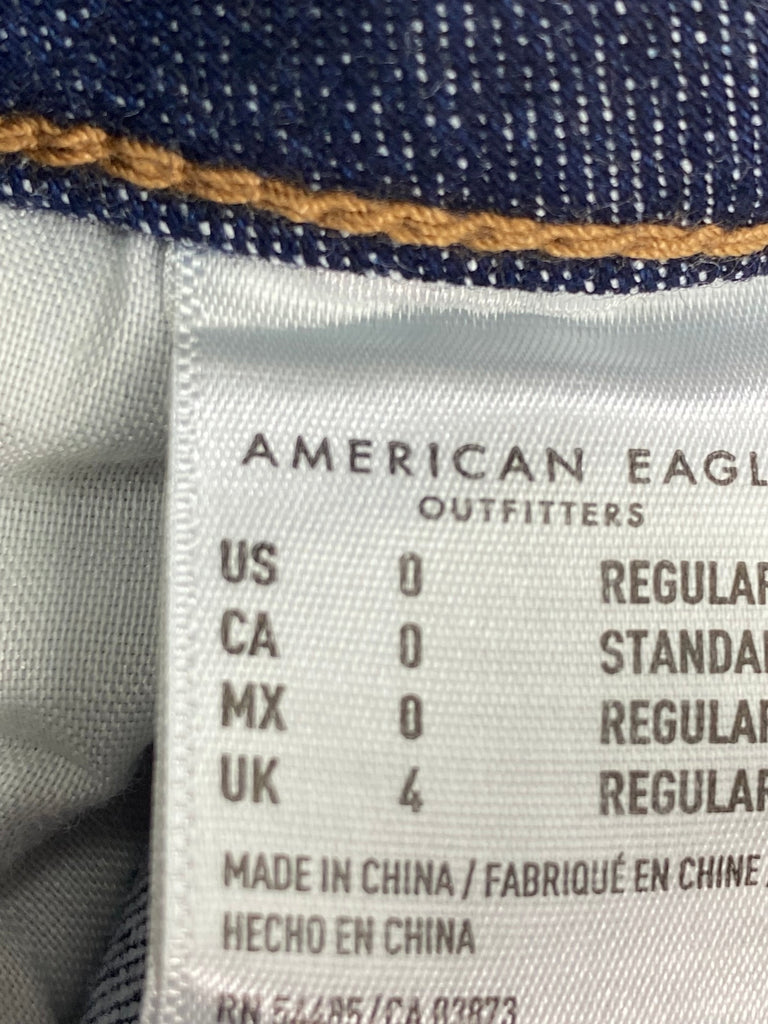 AMERICAN EAGL
OUTFITTERS
US 0 REGULAR
CA 0 STANDA
MX 0 REGULAR
UK 4 REGULAR
MADE IN CHINA / FABRIQUÉ EN CHINE
HECHO EN CHINA
RN 54485/CA 03873